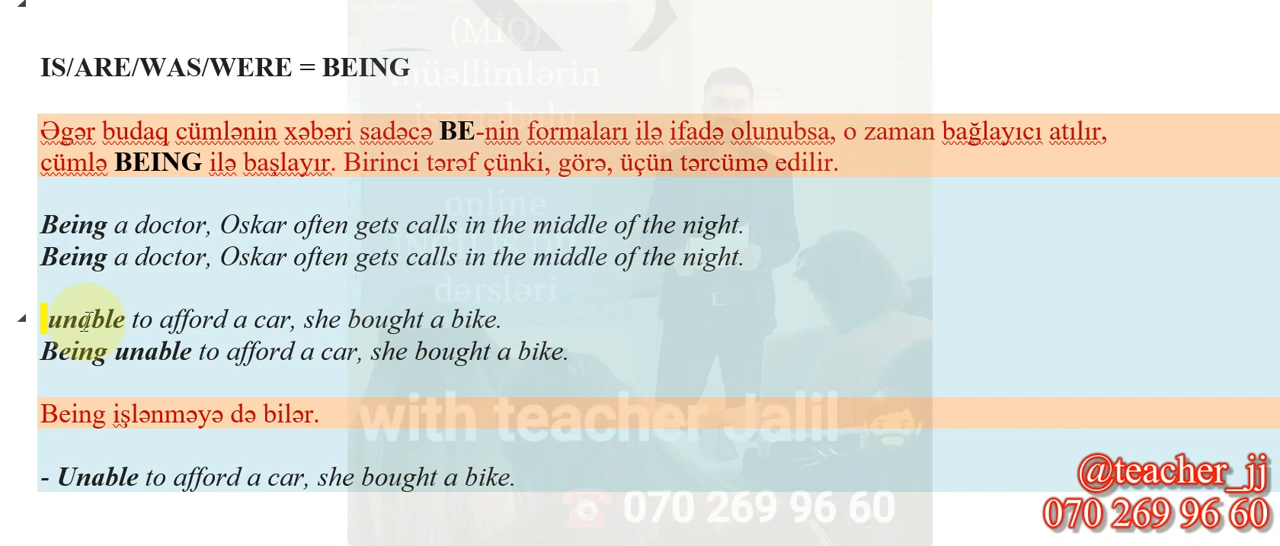 (MİQ)
müəllimlərin
IS/ARE/WAS/WERE = BEING
Əgər budaq cümlənin xəbəri sadəcə BE-nin formaları ilə ifadə olunubsa, o zaman bağlayıcı atılır,
cümlə BEING ilə başlayır. Birinci tərəf çünki, görə, üçün tərcümə edilir.
online
Being a doctor, Oskar often gets calls in the middle of the night.
Being a doctor, Oskar often gets calls in the middle of the night.
dərsləri
unable to afford a car, she bought a bike.
Being unable to afford a car, she bought a bike.
Being işlənməyə də bilər.
with teacher Jalil
- Unable to afford a car, she bought a bike.
@teacher_jj
070 269 96 60
070 269 96 60